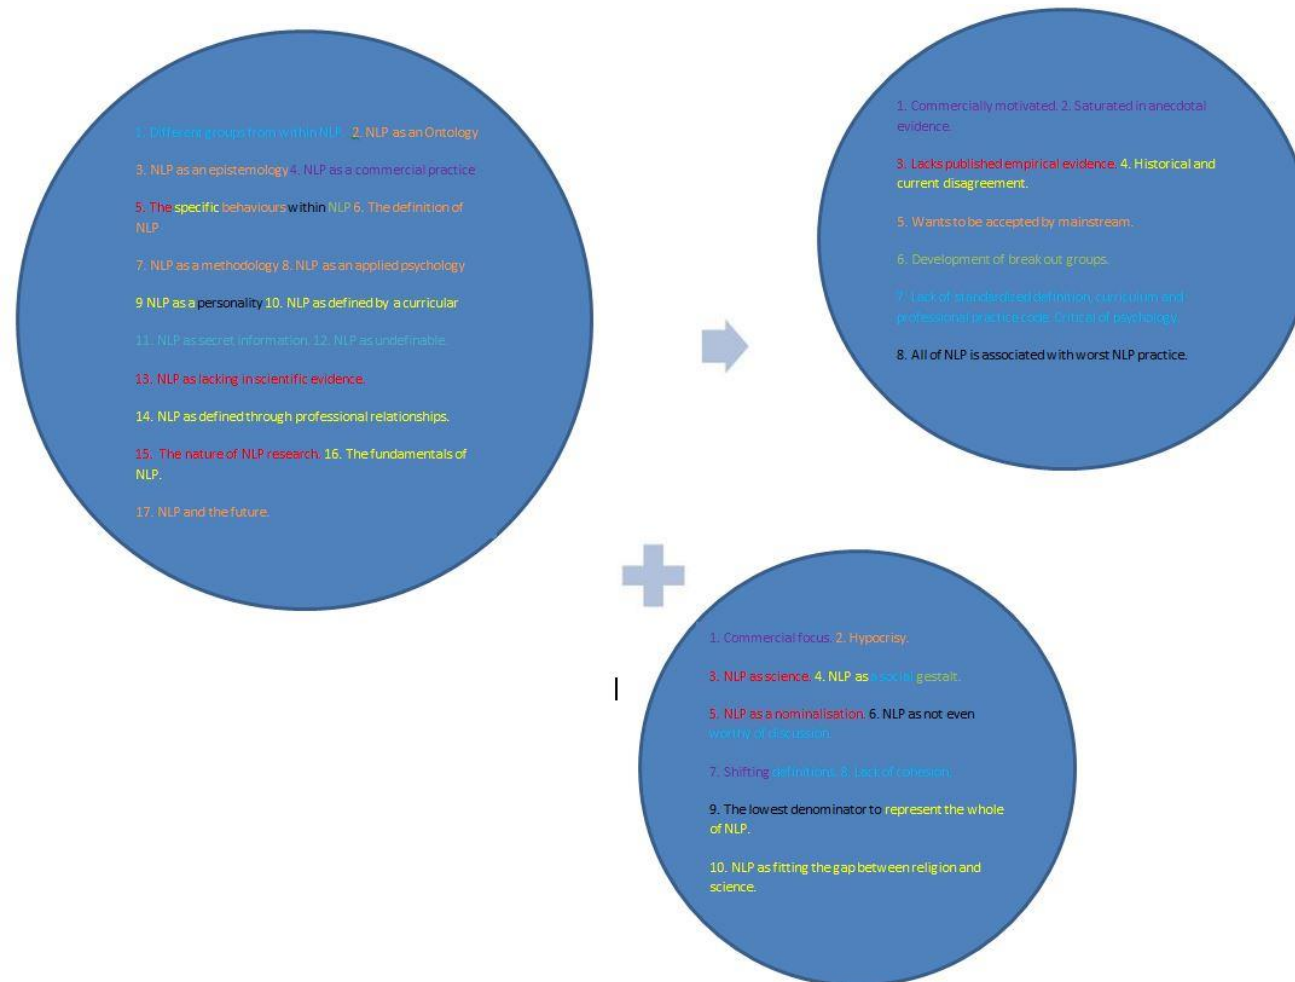 1. Different groups from within NLP. 2. NLP as an Ontology
3. NLP as an epistemology 4. NLP as a commercial practice
5. The specific behaviours within NLP 6. The definition of
NLP
7. NLP as a methodology 8. NLP as an applied psychology
9 NLP as a personality 10. NLP as defined by a curricular
11. NLP as secret information. 12. NLP as undefinable.
13. NLP as lacking in scientific evidence.
14. NLP as defined through professional relationships.
15. The nature of NLP research. 16. The fundamentals of
NLP.
17. NLP and the future.
1. Commercially motivated. 2. Saturated in anecdotal
evidence.
3. Lacks published empirical evidence. 4. Historical and
current disagreement.
5. Wants to be accepted by mainstream.
6. Development of break out groups.
7. Lack of standardized definition, curriculum and
professional practice code. Critical of psychology.
8. All of NLP is associated with worst NLP practice.
1. Commercial focus. 2. Hypocrisy.
3. NLP as science. 4. NLP as a social gestalt.
5. NLP as a nominalisation. 6. NLP as not even
worthy of discussion.
7. Shifting definitions. 8. Lack of cohesion.
9. The lowest denominator to represent the whole
of NLP.
10. NLP as fitting the gap between religion and
science.